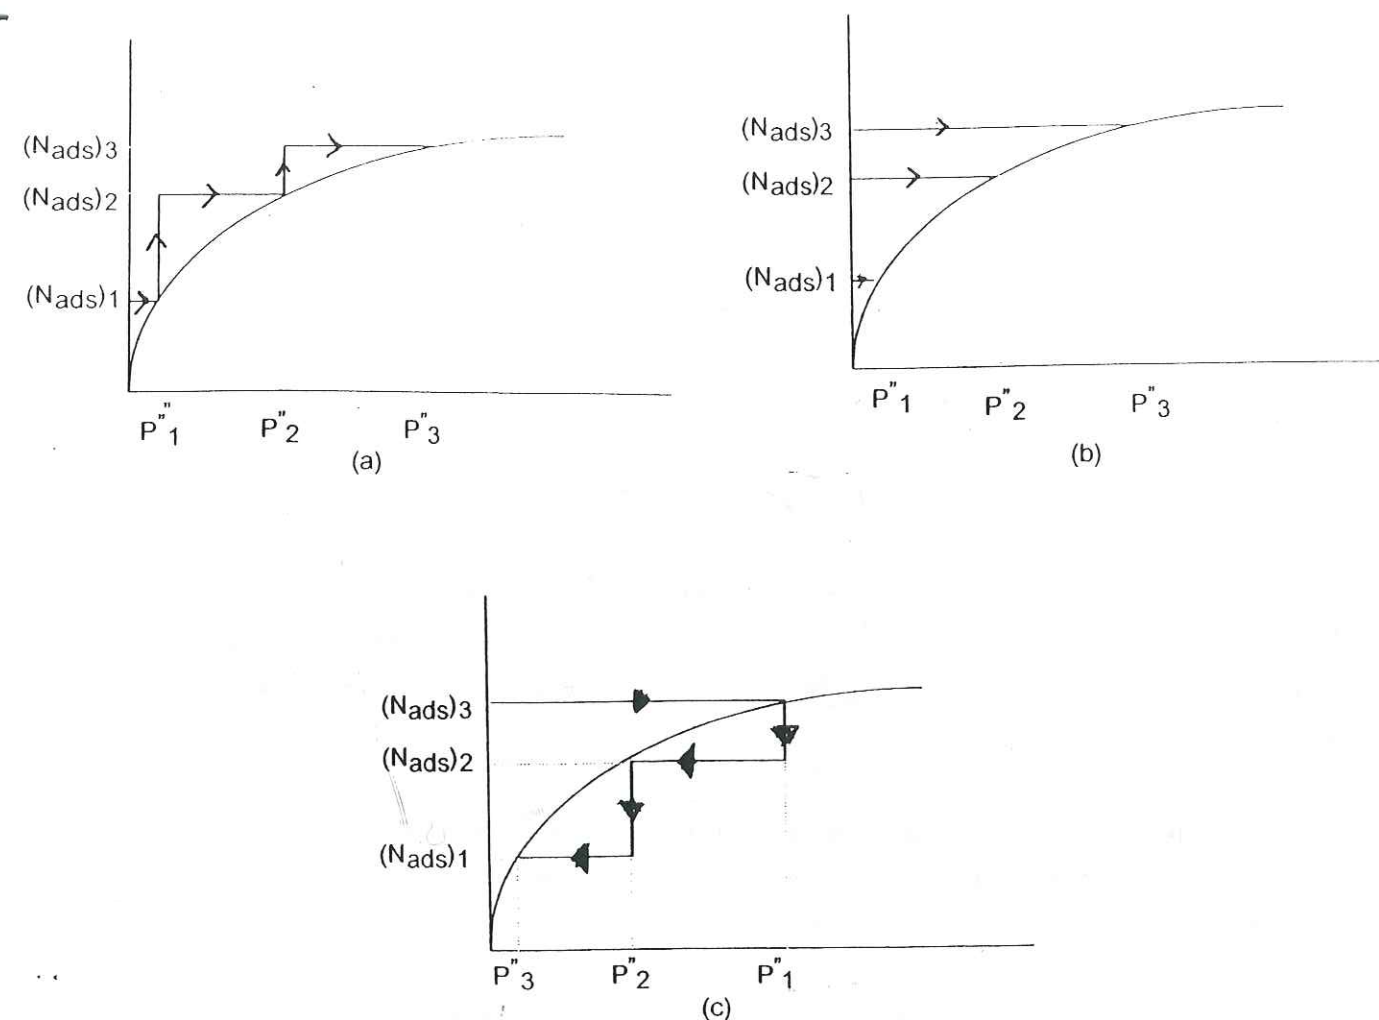 (Nads)3
(Nads)2
(Nads)1
P"1
P"2
P"3
(a)
(Nads)3
(Nads)2
(Nads)1
P"1
P"2
P"3
(b)
(Nads)3
(Nads)2
(Nads)1
P"3
P"2
P"1
(c)